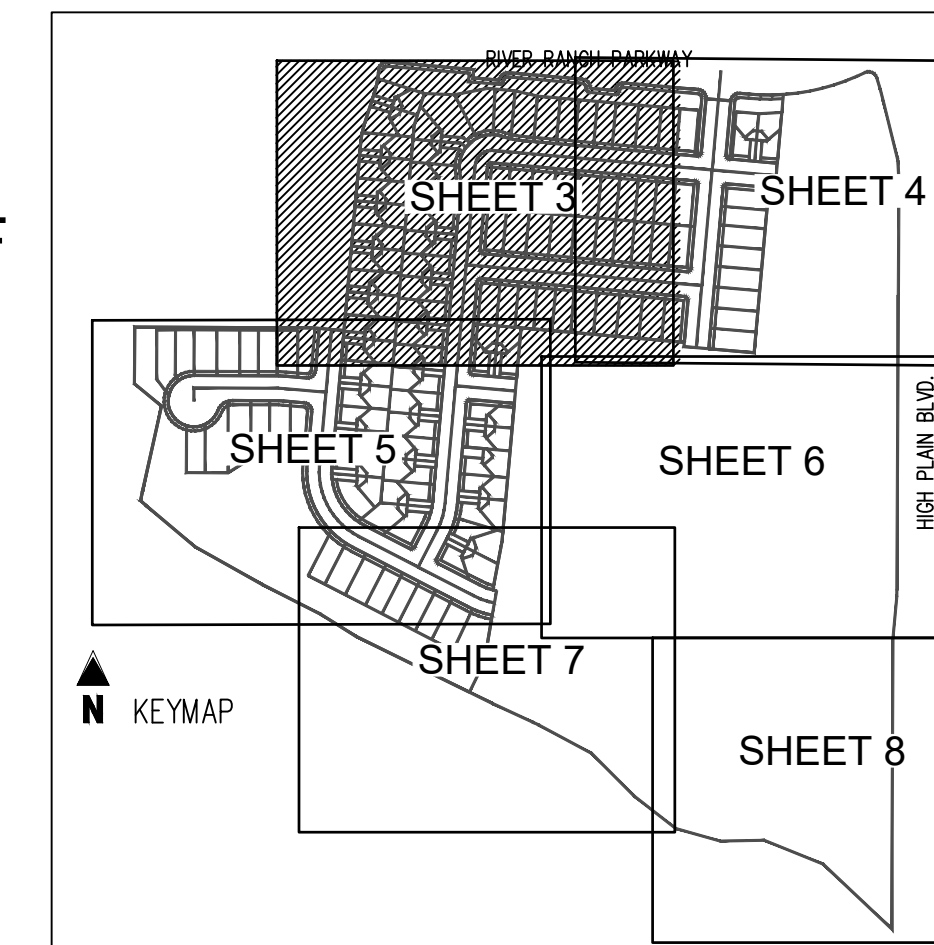 RIVER RANCH PARKWAY
SHEET 3
SHEET 4
SHEET 5
SHEET 6
HIGH PLAIN BLVD.
SHEET 7
N KEYMAP
SHEET 8